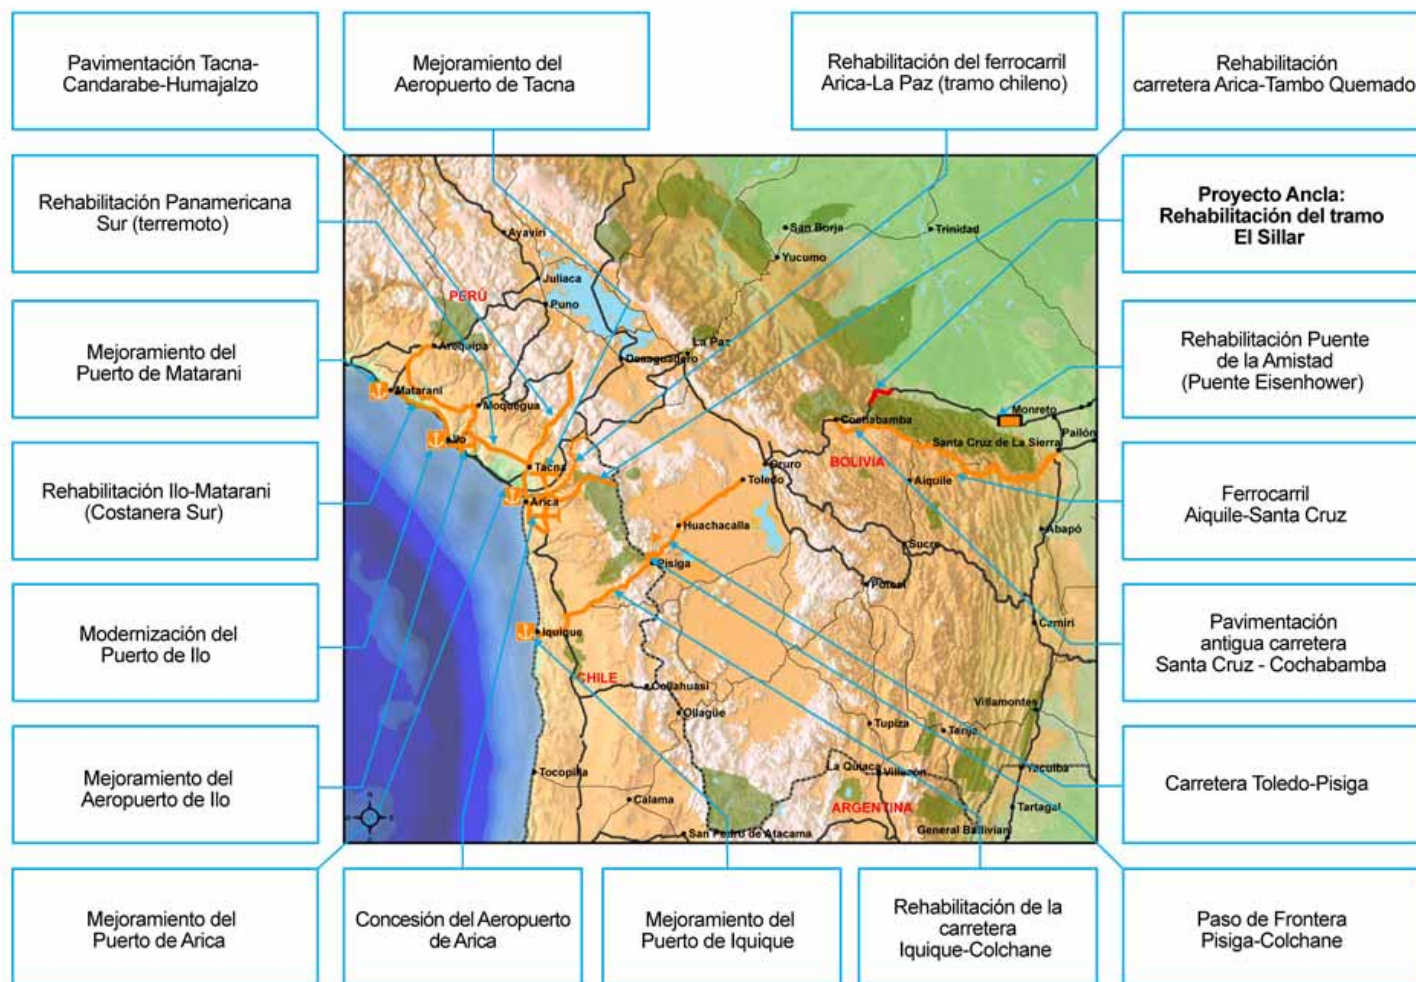 Pavimentación Tacna-
Candarabe-Humajalzo
Mejoramiento del
Aeropuerto de Tacna
Rehabilitación del ferrocarril
Arica-La Paz (tramo chileno)
Rehabilitación
carretera Arica-Tambo Quemado
Rehabilitación Panamericana
Sur (terremoto)
Proyecto Ancla:
Rehabilitación del tramo
El Sillar
Mejoramiento del
Puerto de Matarani
Rehabilitación Puente
de la Amistad
(Puente Eisenhower)
Rehabilitación Ilo-Matarani
(Costanera Sur)
Ferrocarril
Aiquile-Santa Cruz
Modernización del
Puerto de Ilo
Pavimentación
antigua carretera
Santa Cruz - Cochabamba
Mejoramiento del
Aeropuerto de Ilo
Carretera Toledo-Pisiga
Mejoramiento del
Puerto de Arica
Concesión del Aeropuerto
de Arica
Mejoramiento del
Puerto de Iquique
Rehabilitación de la
carretera
Iquique-Colchane
Paso de Frontera
Pisiga-Colchane
San Borja
Trinidad
Ayaviri
Yucumo
Juliaca
PERÚ
Puno
La Paz
Arequipa
Desaguadero
Matarani
Moquegua
Cochabamba
Monreto
Pailón
Ilo
Santa Cruz de La Sierra
Tacna
Oruro
BOLIVIA
Toledo
Aiquile
Arica
Huachacalla
Abapó
Sucre
Pisiga
Potosí
Camiri
Iquique
CHILE
Collahuasi
Ollagüe
Villamontes
Tupiza
Tarija
Tocopilla
La Quiaca
Villazón
Yacuiba
Calama
ARGENTINA
Tartagal
San Pedro de Atacama
General Ballivian
N